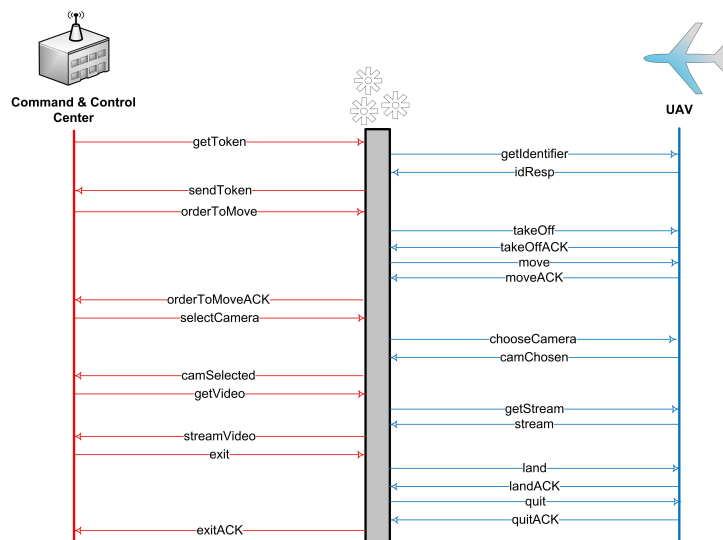 Command & Control
Center
UAV
getToken
getIdentifier
idResp
sendToken
orderToMove
takeOff
takeOffACK
move
moveACK
orderToMoveACK
selectCamera
chooseCamera
camChosen
camSelected
getVideo
getStream
stream
streamVideo
exit
land
landACK
quit
quitACK
exitACK